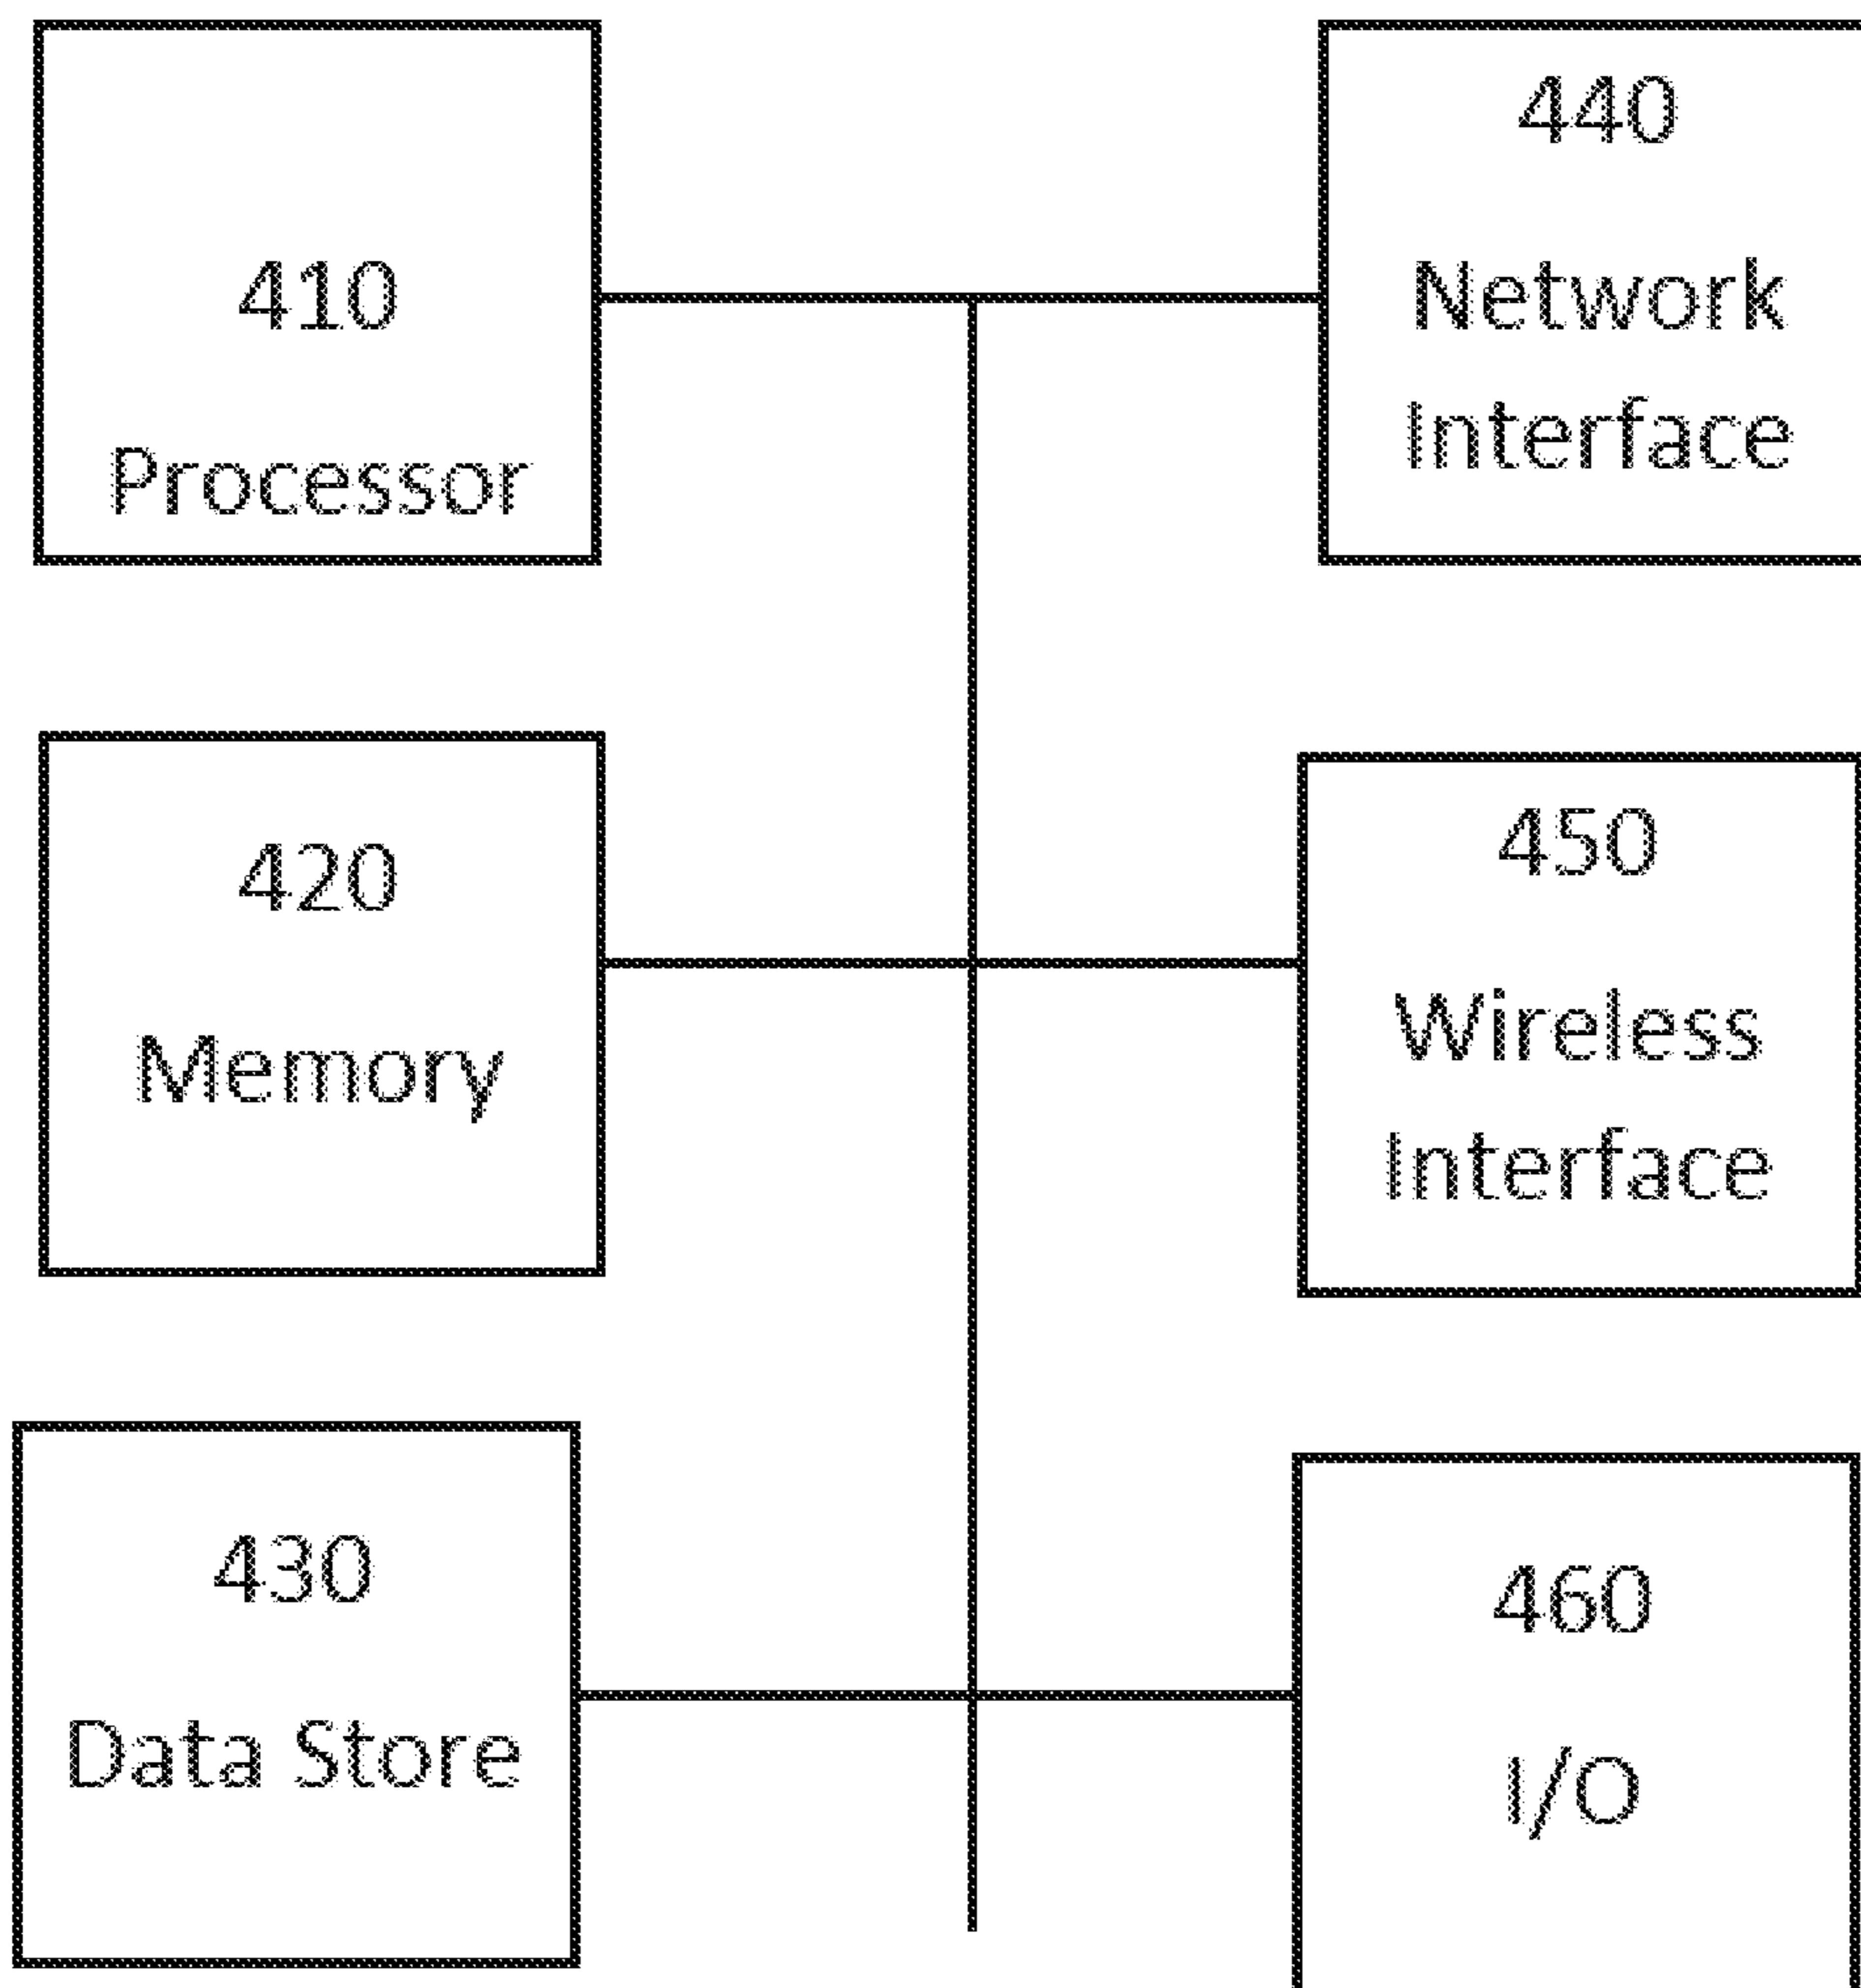 410
Processor
440
Network
Interface
420
Memory
450
Wireless
Interface
430
Data Store
460
I/O